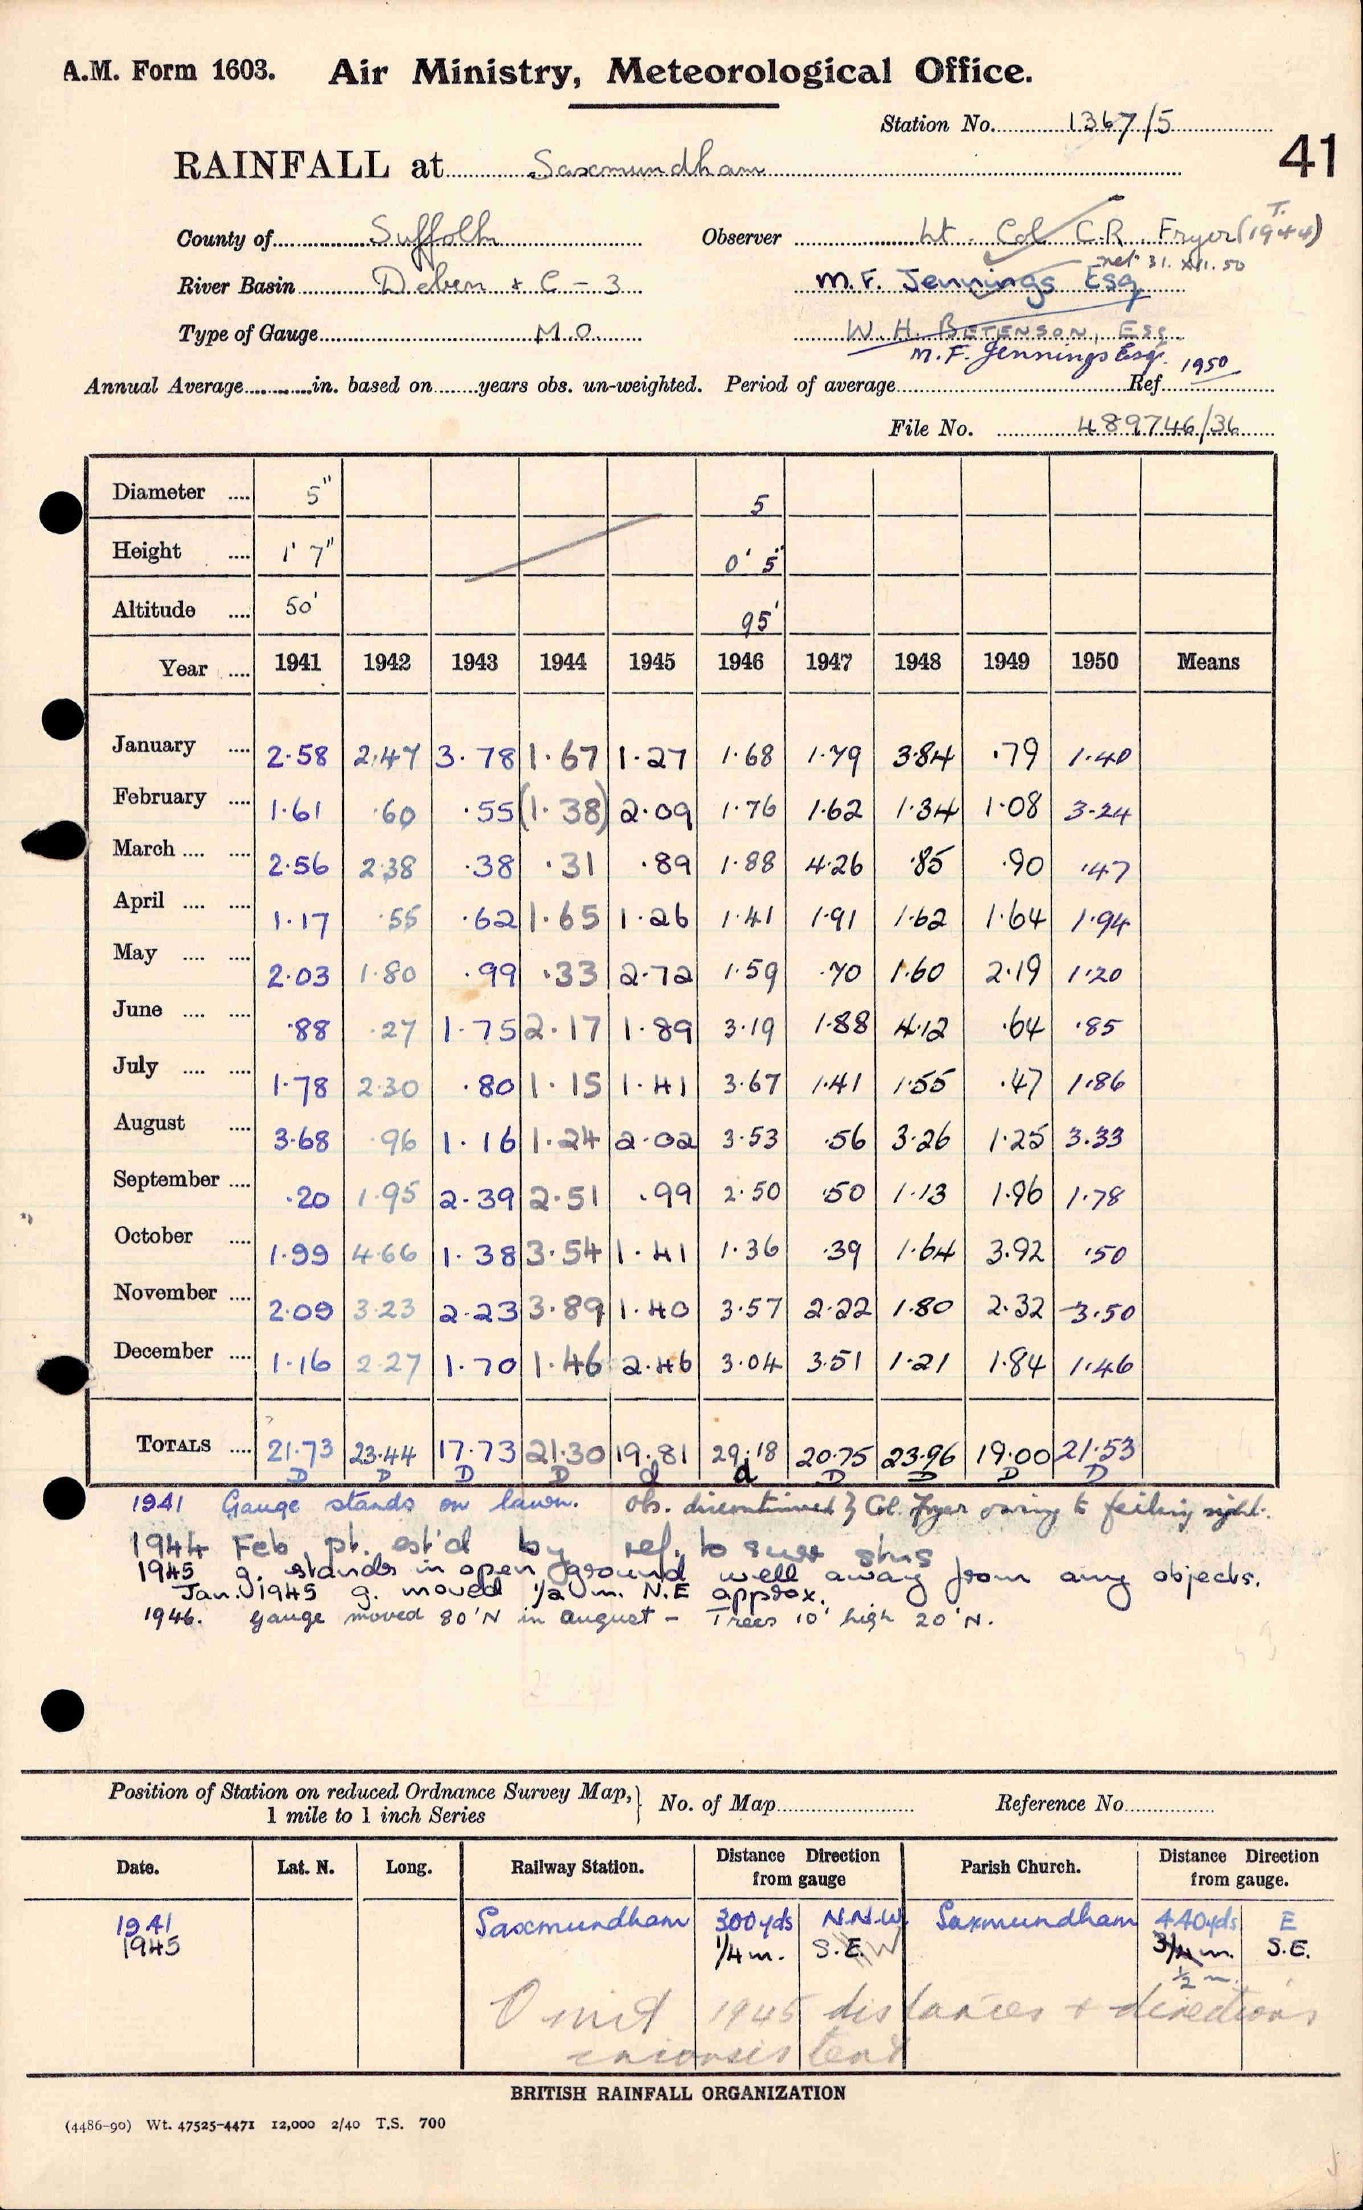 A.M. Form 1603. Air Ministry, Meteorological Office.
Station No. 1367/5
41
RAINFALL at Saxmundham
County of Suffolk Observer Lt. Col. C.R. Fryer (T. 1944)
ret. 31.XII.50
River Basin Deben + C - 3 M.F. Jennings Esq
Type of Gauge M.O. W.H. BETENSON, ESQ.
M.F. Jennings Esq. 1950
Annual Average in. based on years obs. un-weighted. Period of average Ref.
File No. 489746/36
Diameter .... 5" 5
Height .... 1' 7" 0' 5"
Altitude .... 50' 95'
Year .... 1941 1942 1943 1944 1945 1946 1947 1948 1949 1950 Means
January .... 2.58 2.47 3.78 1.67 1.27 1.68 1.79 3.84 .79 1.40
February .... 1.61 .60 .55 (1.38) 2.09 1.76 1.62 1.34 1.08 3.24
March .... .... 2.56 2.38 .38 .31 .89 1.88 4.26 .85 .90 .47
April .... .... 1.17 .55 .62 1.65 1.26 1.41 1.91 1.62 1.64 1.94
May .... .... 2.03 1.80 .99 .33 2.72 1.59 .70 1.60 2.19 1.20
June .... .... .88 .27 1.75 2.17 1.89 3.19 1.88 4.12 .64 .85
July .... .... 1.78 2.30 .80 1.15 1.41 3.67 1.41 1.55 .47 1.86
August .... 3.68 .96 1.16 1.24 2.02 3.53 .56 3.26 1.25 3.33
September .... .20 1.95 2.39 2.51 .99 2.50 .50 1.13 1.96 1.78
October .... 1.99 4.66 1.38 3.54 1.41 1.36 .39 1.64 3.92 .50
November .... 2.09 3.23 2.23 3.89 1.40 3.57 2.22 1.80 2.32 3.50
December .... 1.16 2.27 1.70 1.46 2.46 3.04 3.51 1.21 1.84 1.46
TOTALS .... 21.73 23.44 17.73 21.30 19.81 29.18 20.75 23.96 19.00 21.53
D D D D d d D D D D
1941 Gauge stands on lawn. Obs. discontinued by Col. Fryer owing to failing sight.
1944 Feb. pt. est'd by ref. to surr stns
1945 g. stands in open ground well away from any objects.
Jan. 1945 g. moved 1/2 m. N.E approx.
1946. Gauge moved 80'N in august - Trees 10' high 20'N.
Position of Station on reduced Ordnance Survey Map, 1 mile to 1 inch Series } No. of Map Reference No.
Date. Lat. N. Long. Railway Station. Distance Direction from gauge Parish Church. Distance Direction from gauge.
1941 Saxmundham 300yds N.N.W. Saxmundham 440yds E
1945 1/4 m. S.E. 3/4 m. S.E.
1/2 m.
Omit 1945 distances + directions
inconsistent
BRITISH RAINFALL ORGANIZATION
(4486-90) Wt. 47525-4471 12,000 2/40 T.S. 700